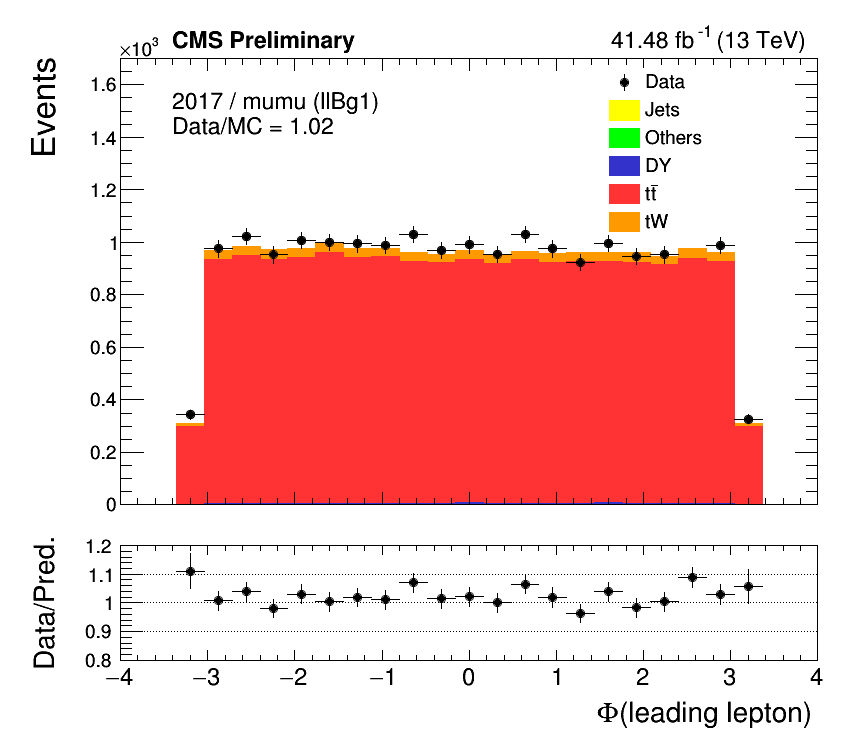 ×10³ CMS Preliminary 41.48 fb⁻¹ (13 TeV)
Events
2017 / mumu (llBg1)
Data/MC = 1.02
Data
Jets
Others
DY
tt̄
tW
1.6
1.4
1.2
1
0.8
0.6
0.4
0.2
0
Data/Pred.
1.2
1.1
1
0.9
0.8
−4 −3 −2 −1 0 1 2 3 4
Φ(leading lepton)